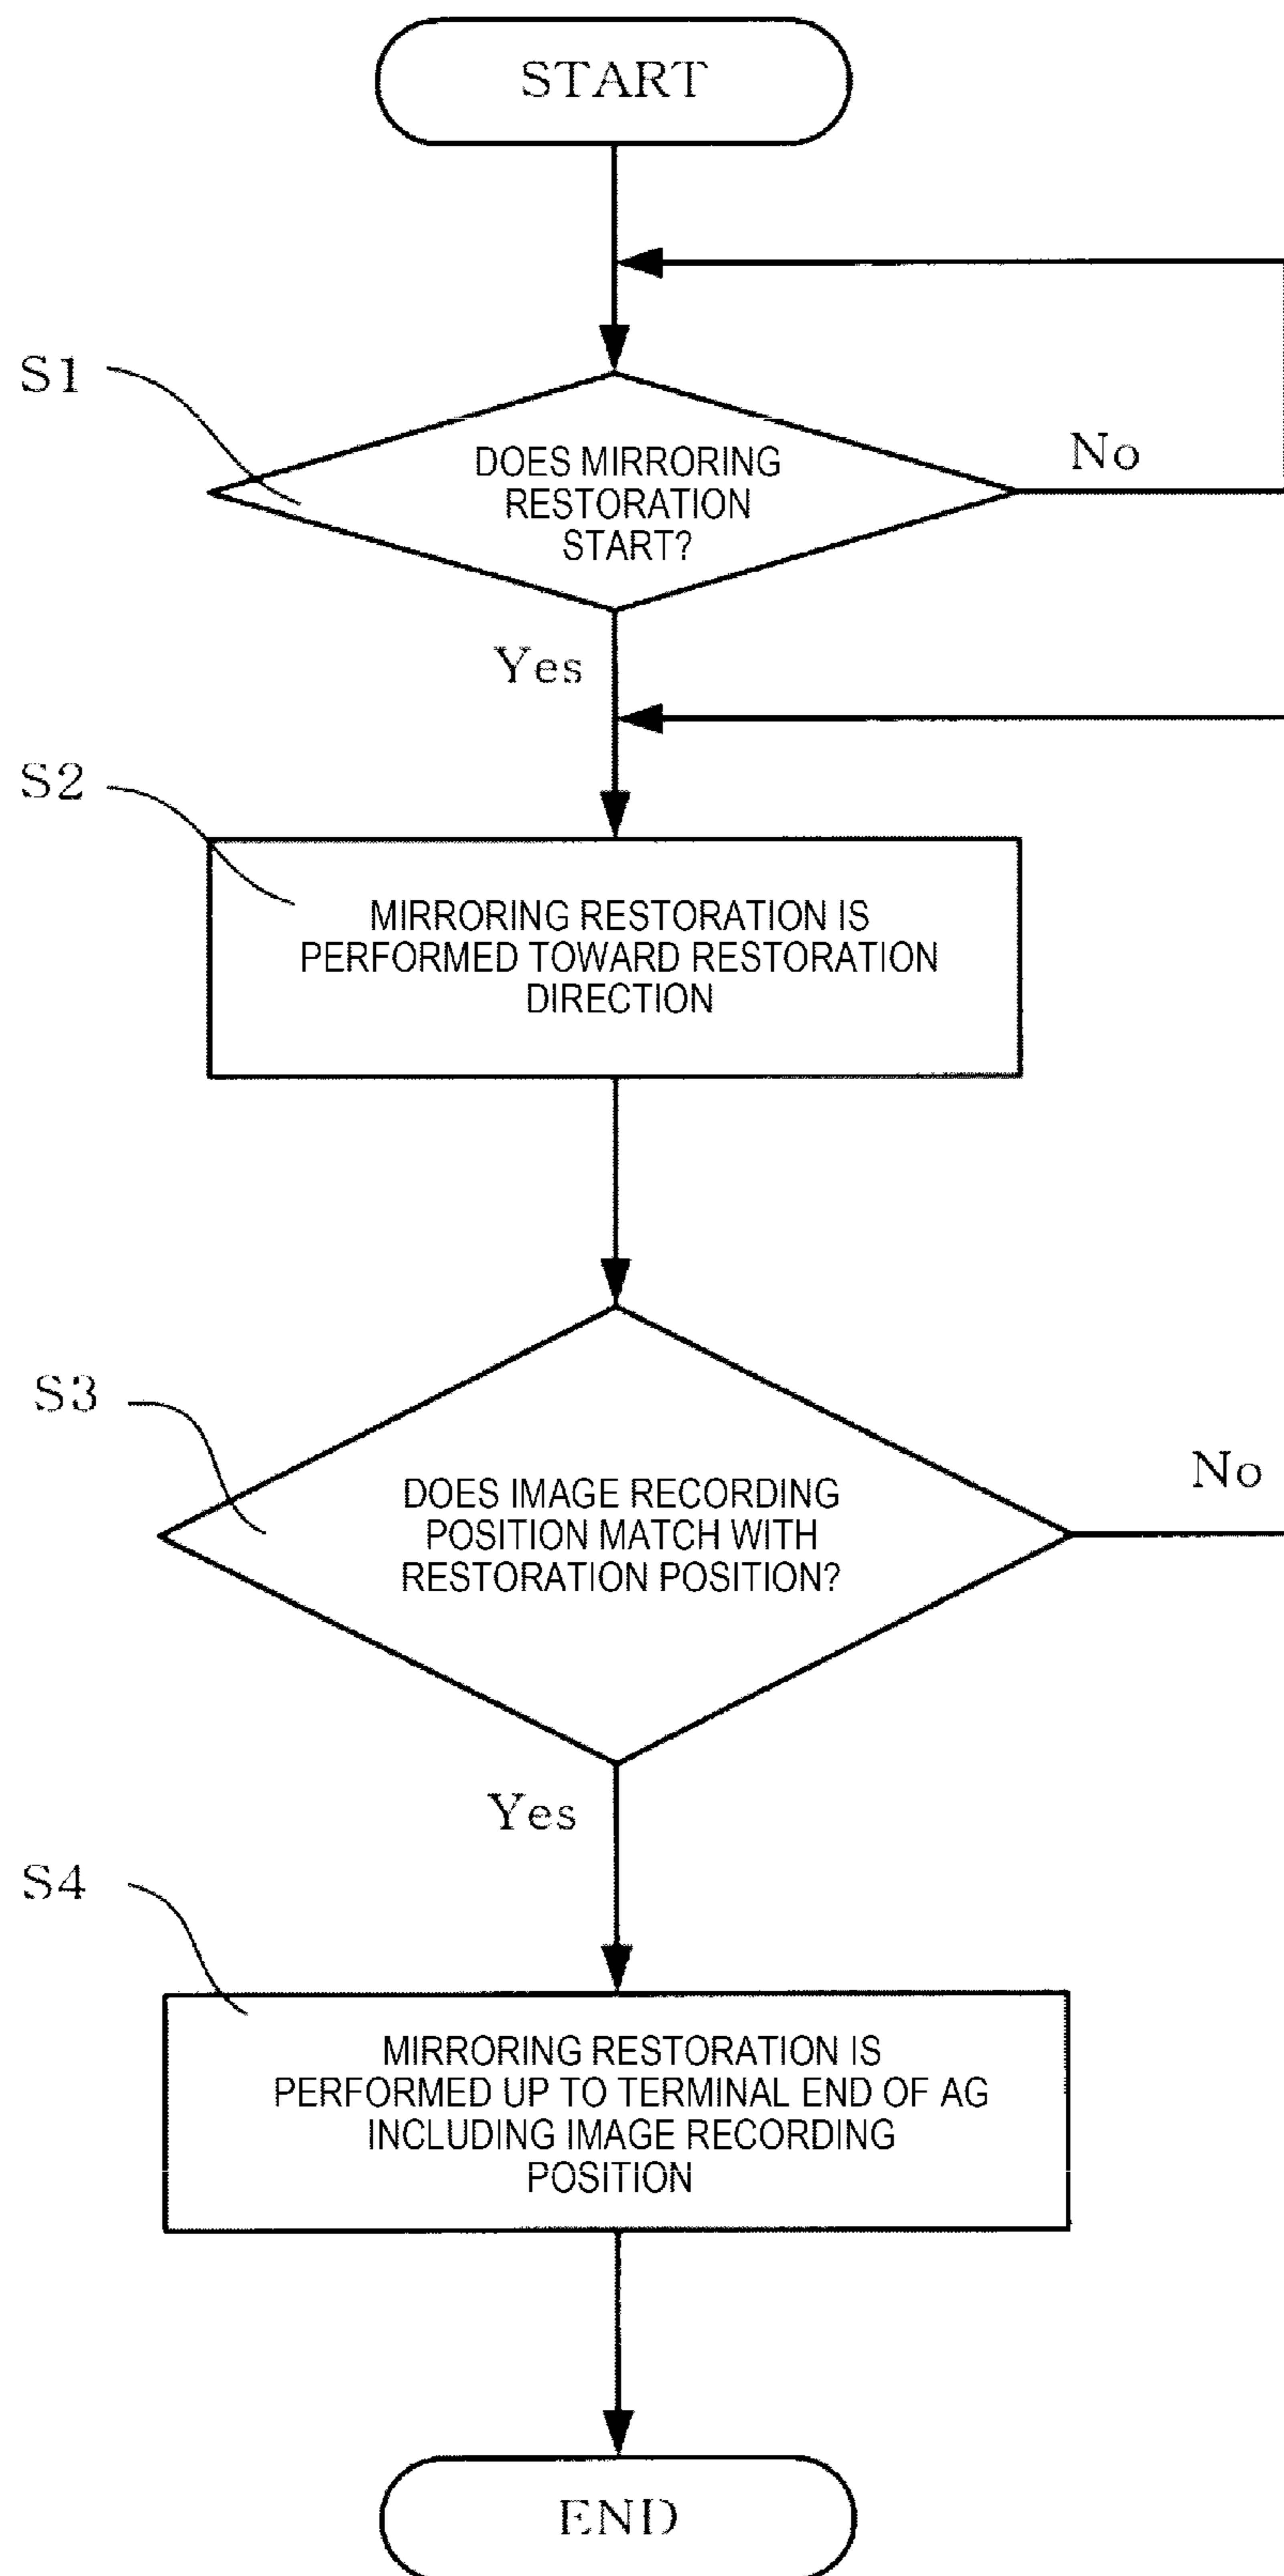 START
S1
DOES MIRRORING
RESTORATION
START?
No
Yes
S2
MIRRORING RESTORATION IS
PERFORMED TOWARD RESTORATION
DIRECTION
S3
DOES IMAGE RECORDING
POSITION MATCH WITH
RESTORATION POSITION?
No
Yes
S4
MIRRORING RESTORATION IS
PERFORMED UP TO TERMINAL END OF AG
INCLUDING IMAGE RECORDING
POSITION
END